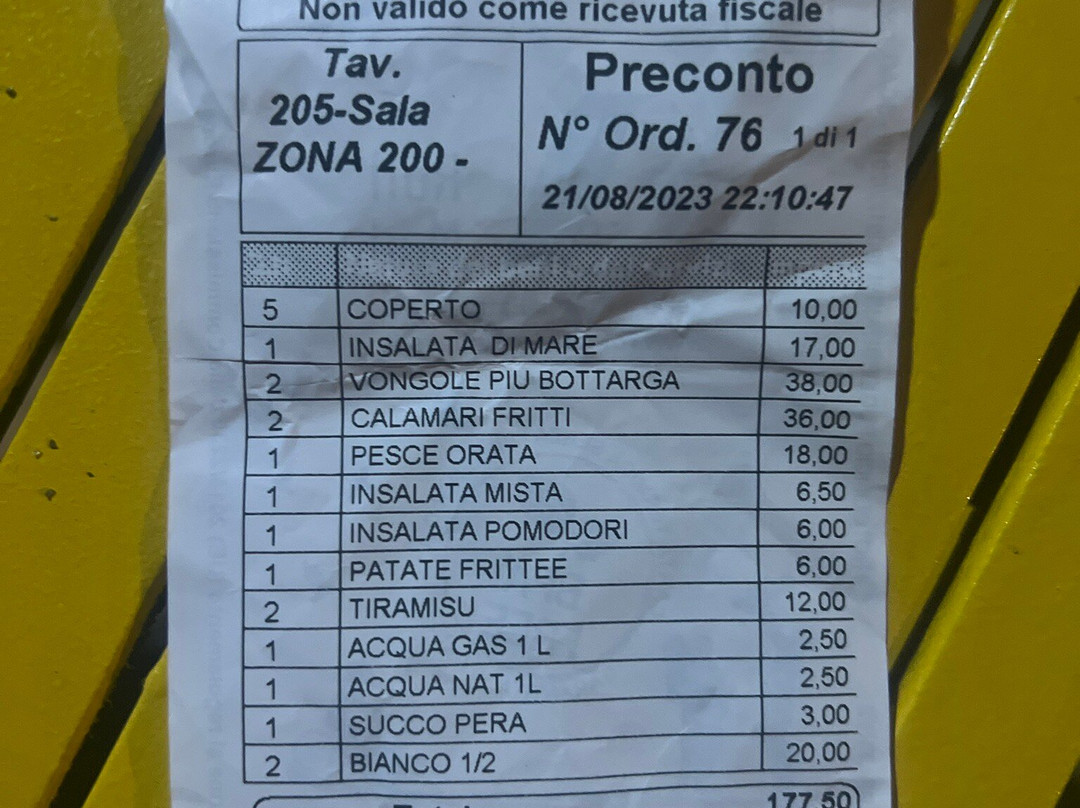 Non valido come ricevuta fiscale
Tav.
205-Sala
ZONA 200 -
Preconto
N° Ord. 76 1 di 1
21/08/2023 22:10:47
5 COPERTO 10,00
1 INSALATA DI MARE 17,00
2 VONGOLE PIU BOTTARGA 38,00
2 CALAMARI FRITTI 36,00
1 PESCE ORATA 18,00
1 INSALATA MISTA 6,50
1 INSALATA POMODORI 6,00
1 PATATE FRITTEE 6,00
2 TIRAMISU 12,00
1 ACQUA GAS 1 L 2,50
1 ACQUA NAT 1L 2,50
1 SUCCO PERA 3,00
2 BIANCO 1/2 20,00
177,50